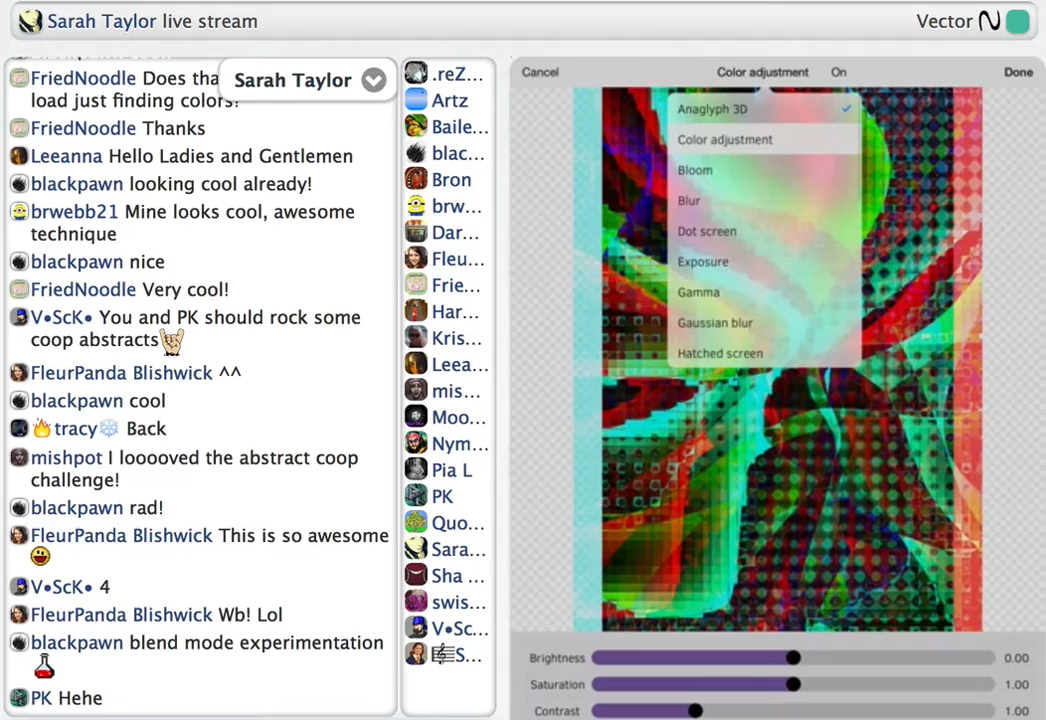 Sarah Taylor live stream
Vector
FriedNoodle Does tha
load just finding colors!
Sarah Taylor
FriedNoodle Thanks
Leeanna Hello Ladies and Gentlemen
blackpawn looking cool already!
brwebb21 Mine looks cool, awesome
technique
blackpawn nice
FriedNoodle Very cool!
V•ScK• You and PK should rock some
coop abstracts🤘🏼
FleurPanda Blishwick ^^
blackpawn cool
🔥tracy❄️ Back
mishpot I looooved the abstract coop
challenge!
blackpawn rad!
FleurPanda Blishwick This is so awesome
😃
V•ScK• 4
FleurPanda Blishwick Wb! Lol
blackpawn blend mode experimentation
PK Hehe
.reZ...
Artz
Baile...
blac...
Bron
brw...
Dar...
Fleu...
Frie...
Har...
Kris...
Leea...
mis...
Moo...
Nym...
Pia L
PK
Quo...
Sara...
Sha ...
swis...
V•Sc...
🎼S...
Cancel
Color adjustment
On
Done
Anaglyph 3D
Color adjustment
Bloom
Blur
Dot screen
Exposure
Gamma
Gaussian blur
Hatched screen
Brightness 0.00
Saturation 1.00
Contrast 1.00